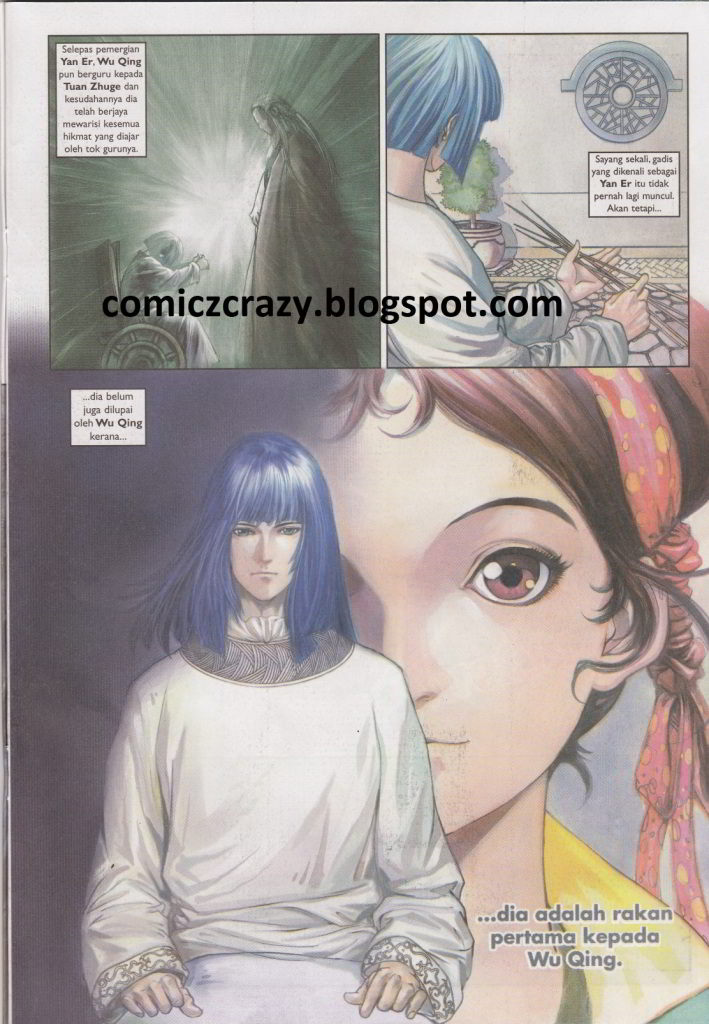 Selepas pemergian
Yan Er, Wu Qing
pun berguru kepada
Tuan Zhuge dan
kesudahannya dia
telah berjaya
mewarisi kesemua
hikmat yang diajar
oleh tok gurunya.
Sayang sekali, gadis
yang dikenali sebagai
Yan Er itu tidak
pernah lagi muncul.
Akan tetapi...
comiczcrazy.blogspot.com
...dia belum
juga dilupai
oleh Wu Qing
kerana...
...dia adalah rakan
pertama kepada
Wu Qing.